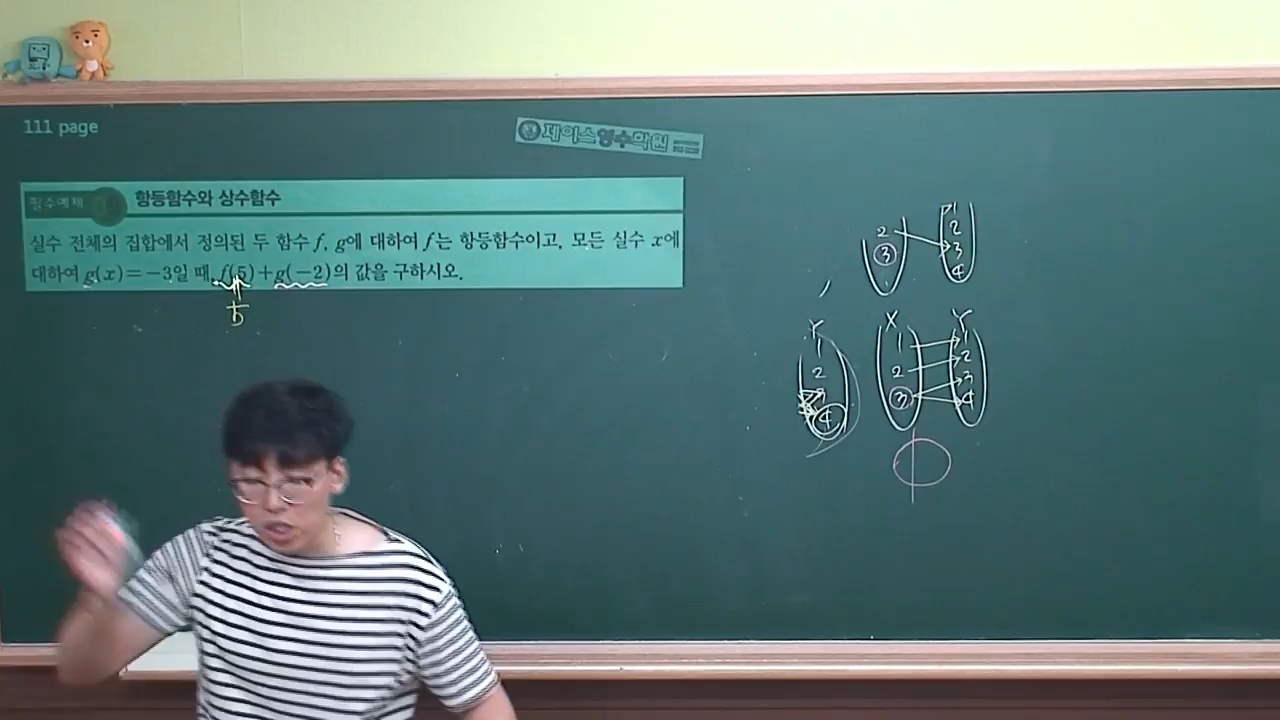 111 page
제이스영수학원
필수예제
항등함수와 상수함수
실수 전체의 집합에서 정의된 두 함수 f, g에 대하여 f는 항등함수이고, 모든 실수 x에
대하여 g(x)=-3일 때, f(5)+g(-2)의 값을 구하시오.
5
2
3
1
2
3
4
Y
1
2
4
X
1
2
3
Y
1
2
3
4